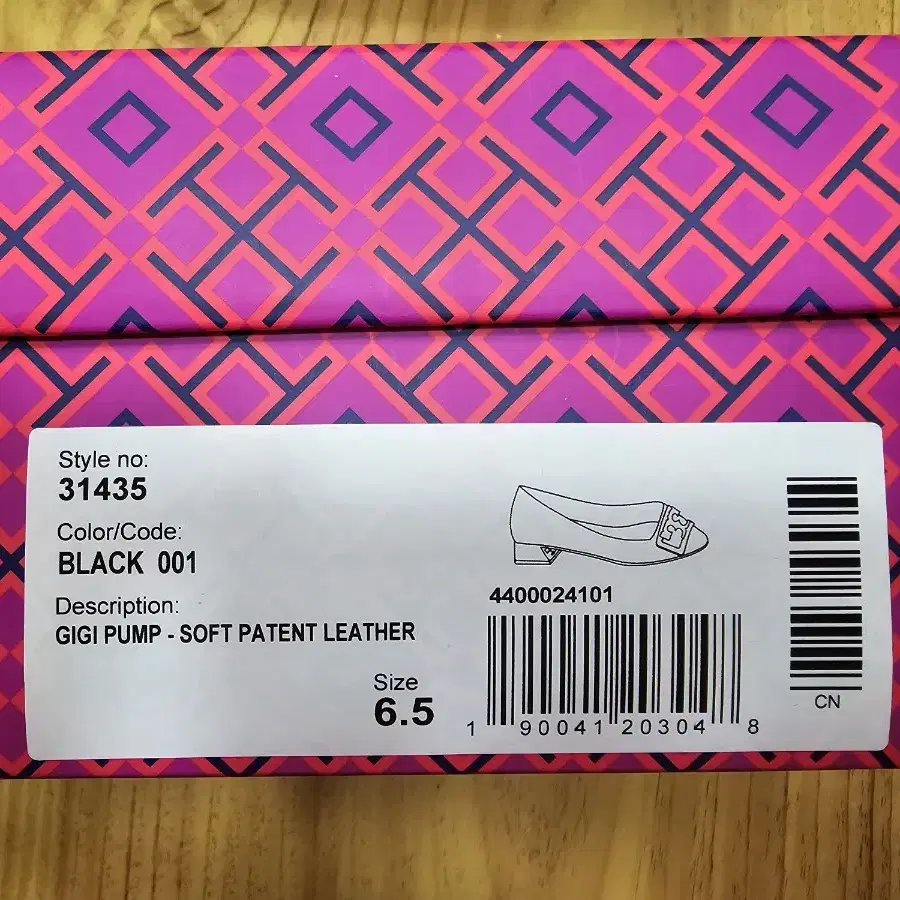 Style no:
31435
Color/Code:
BLACK 001
Description:
GIGI PUMP - SOFT PATENT LEATHER
Size
6.5
4400024101
1 90041 20304 8
CN